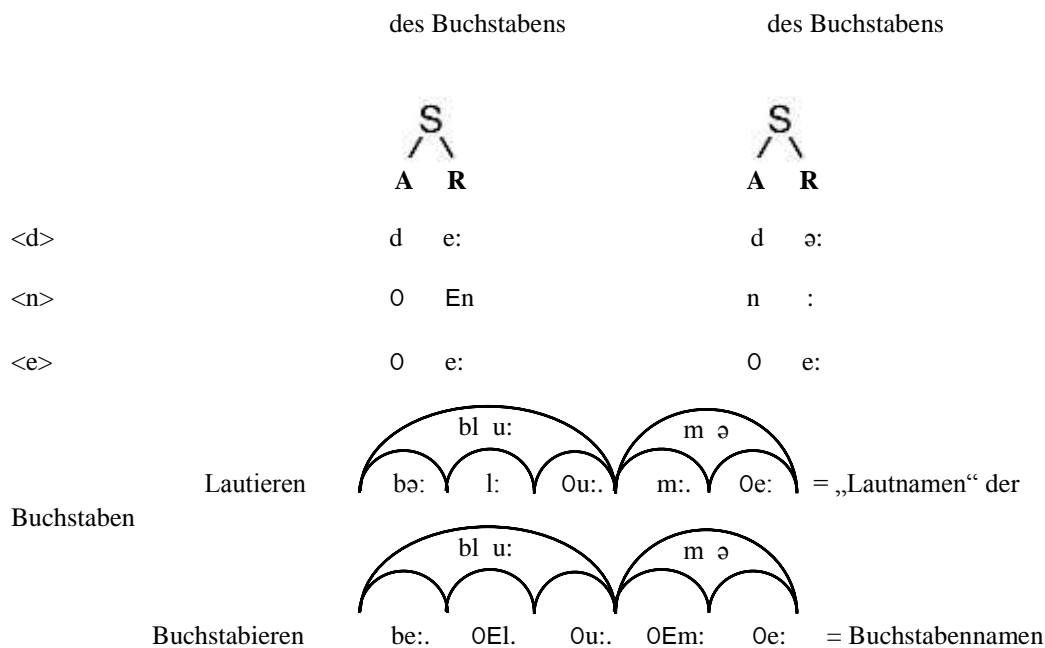 des Buchstabens des Buchstabens
S S
A R A R
<d> d e: d ə:
<n> 0 En n :
<e> 0 e: 0 e:
bl u: m ə
Lautieren bə: l: 0u:. m:. 0e: = „Lautnamen“ der
Buchstaben
bl u: m ə
Buchstabieren be:. 0El. 0u:. 0Em: 0e: = Buchstabennamen